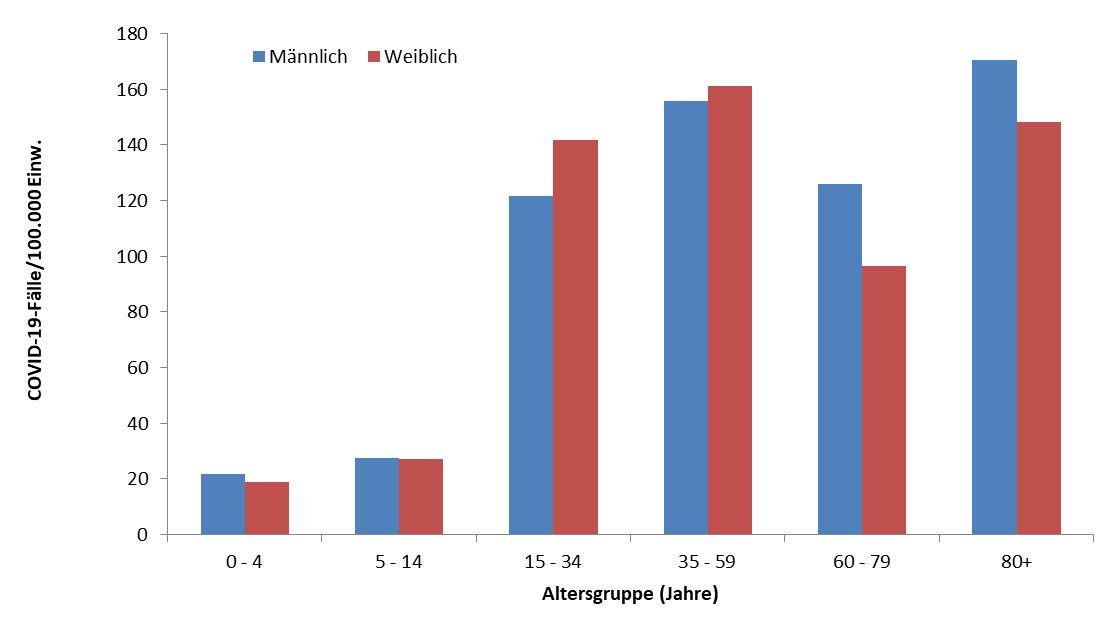 180
160
140
120
100
80
60
40
20
0
Männlich Weiblich
COVID-19-Fälle/100.000 Einw.
0 - 4 5 - 14 15 - 34 35 - 59 60 - 79 80+
Altersgruppe (Jahre)